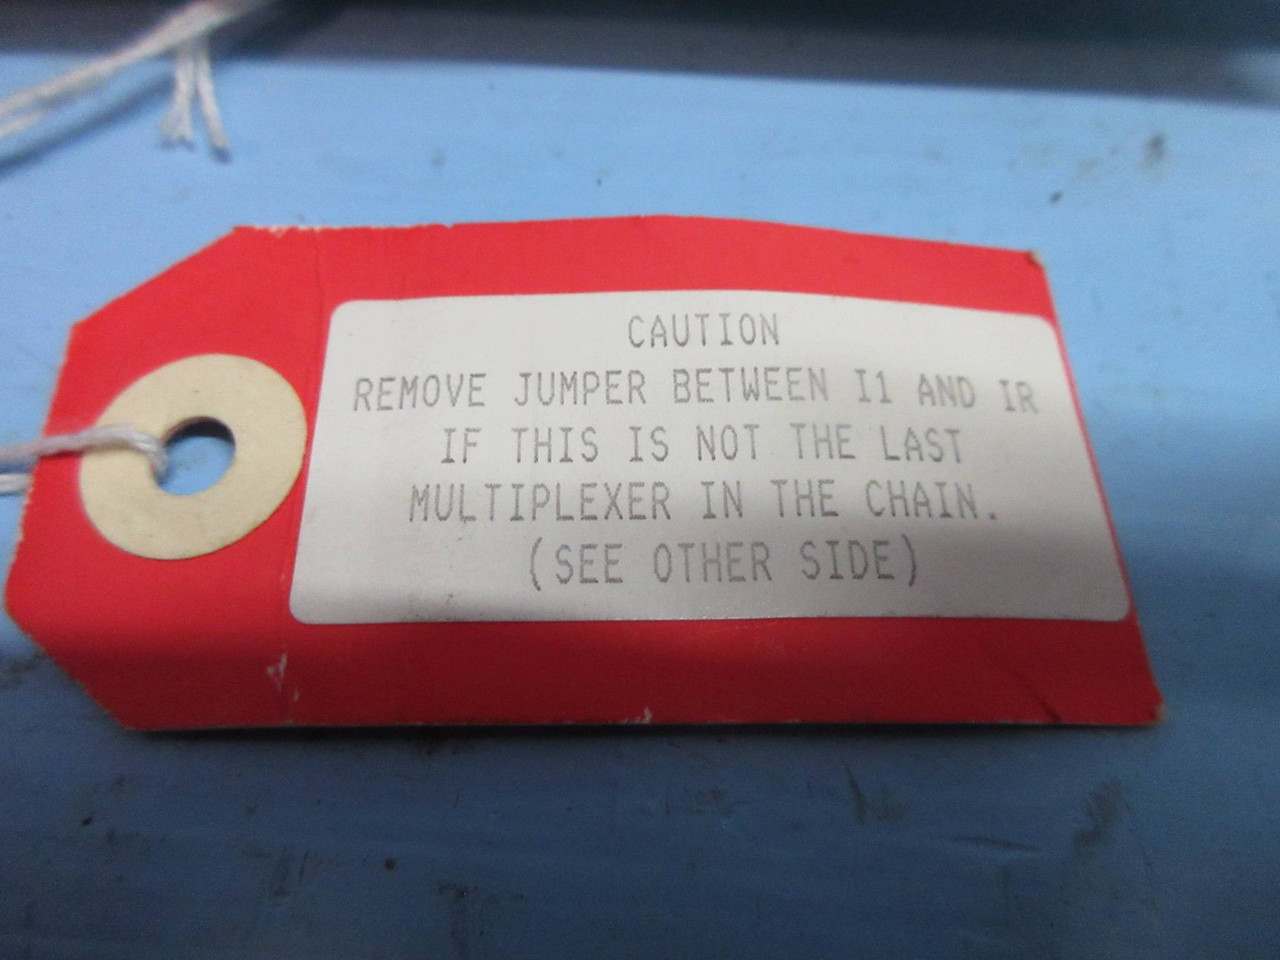 CAUTION
REMOVE JUMPER BETWEEN I1 AND IR
IF THIS IS NOT THE LAST
MULTIPLEXER IN THE CHAIN.
(SEE OTHER SIDE)